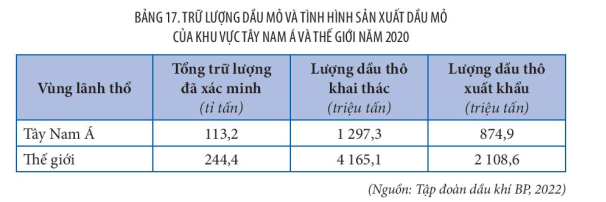 BẢNG 17. TRỮ LƯỢNG DẦU MỎ VÀ TÌNH HÌNH SẢN XUẤT DẦU MỎ
CỦA KHU VỰC TÂY NAM Á VÀ THẾ GIỚI NĂM 2020
Vùng lãnh thổ
Tổng trữ lượng
đã xác minh
(tỉ tấn)
Lượng dầu thô
khai thác
(triệu tấn)
Lượng dầu thô
xuất khẩu
(triệu tấn)
Tây Nam Á 113,2 1 297,3 874,9
Thế giới 244,4 4 165,1 2 108,6
(Nguồn: Tập đoàn dầu khí BP, 2022)